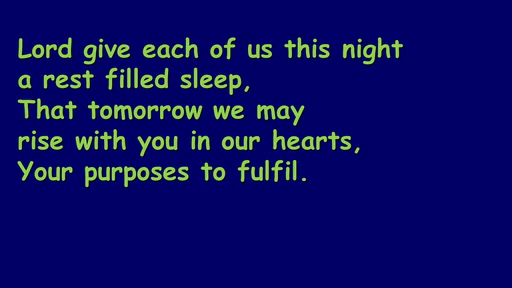 Lord give each of us this night
a rest filled sleep,
That tomorrow we may
rise with you in our hearts,
Your purposes to fulfil.